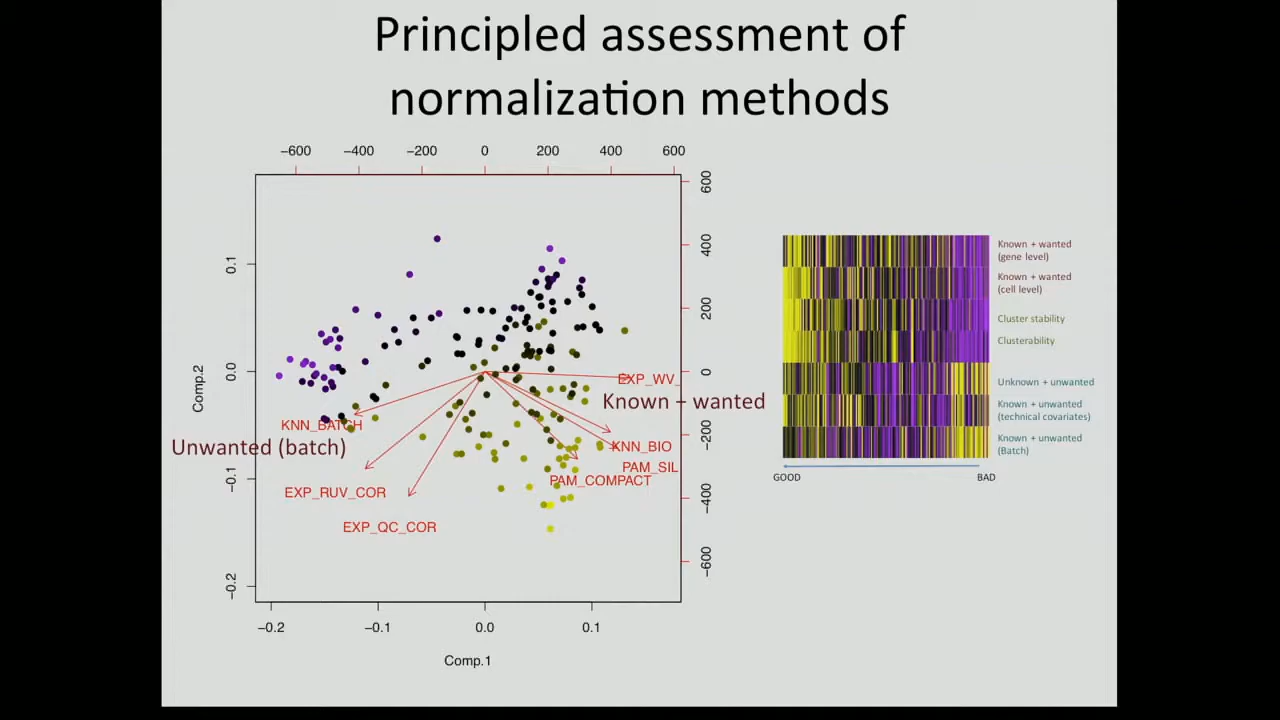 Principled assessment of
normalization methods
−600 −400 −200 0 200 400 600
600
400
200
0
−200
−400
−600
0.1
0.0
−0.1
−0.2
Comp.2
EXP_WV_
Known + wanted
KNN_BATCH
Unwanted (batch)
KNN_BIO
PAM_SIL
PAM_COMPACT
EXP_RUV_COR
EXP_QC_COR
−0.2 −0.1 0.0 0.1
Comp.1
Known + wanted
(gene level)
Known + wanted
(cell level)
Cluster stability
Clusterability
Unknown + unwanted
Known + unwanted
(technical covariates)
Known + unwanted
(Batch)
GOOD BAD